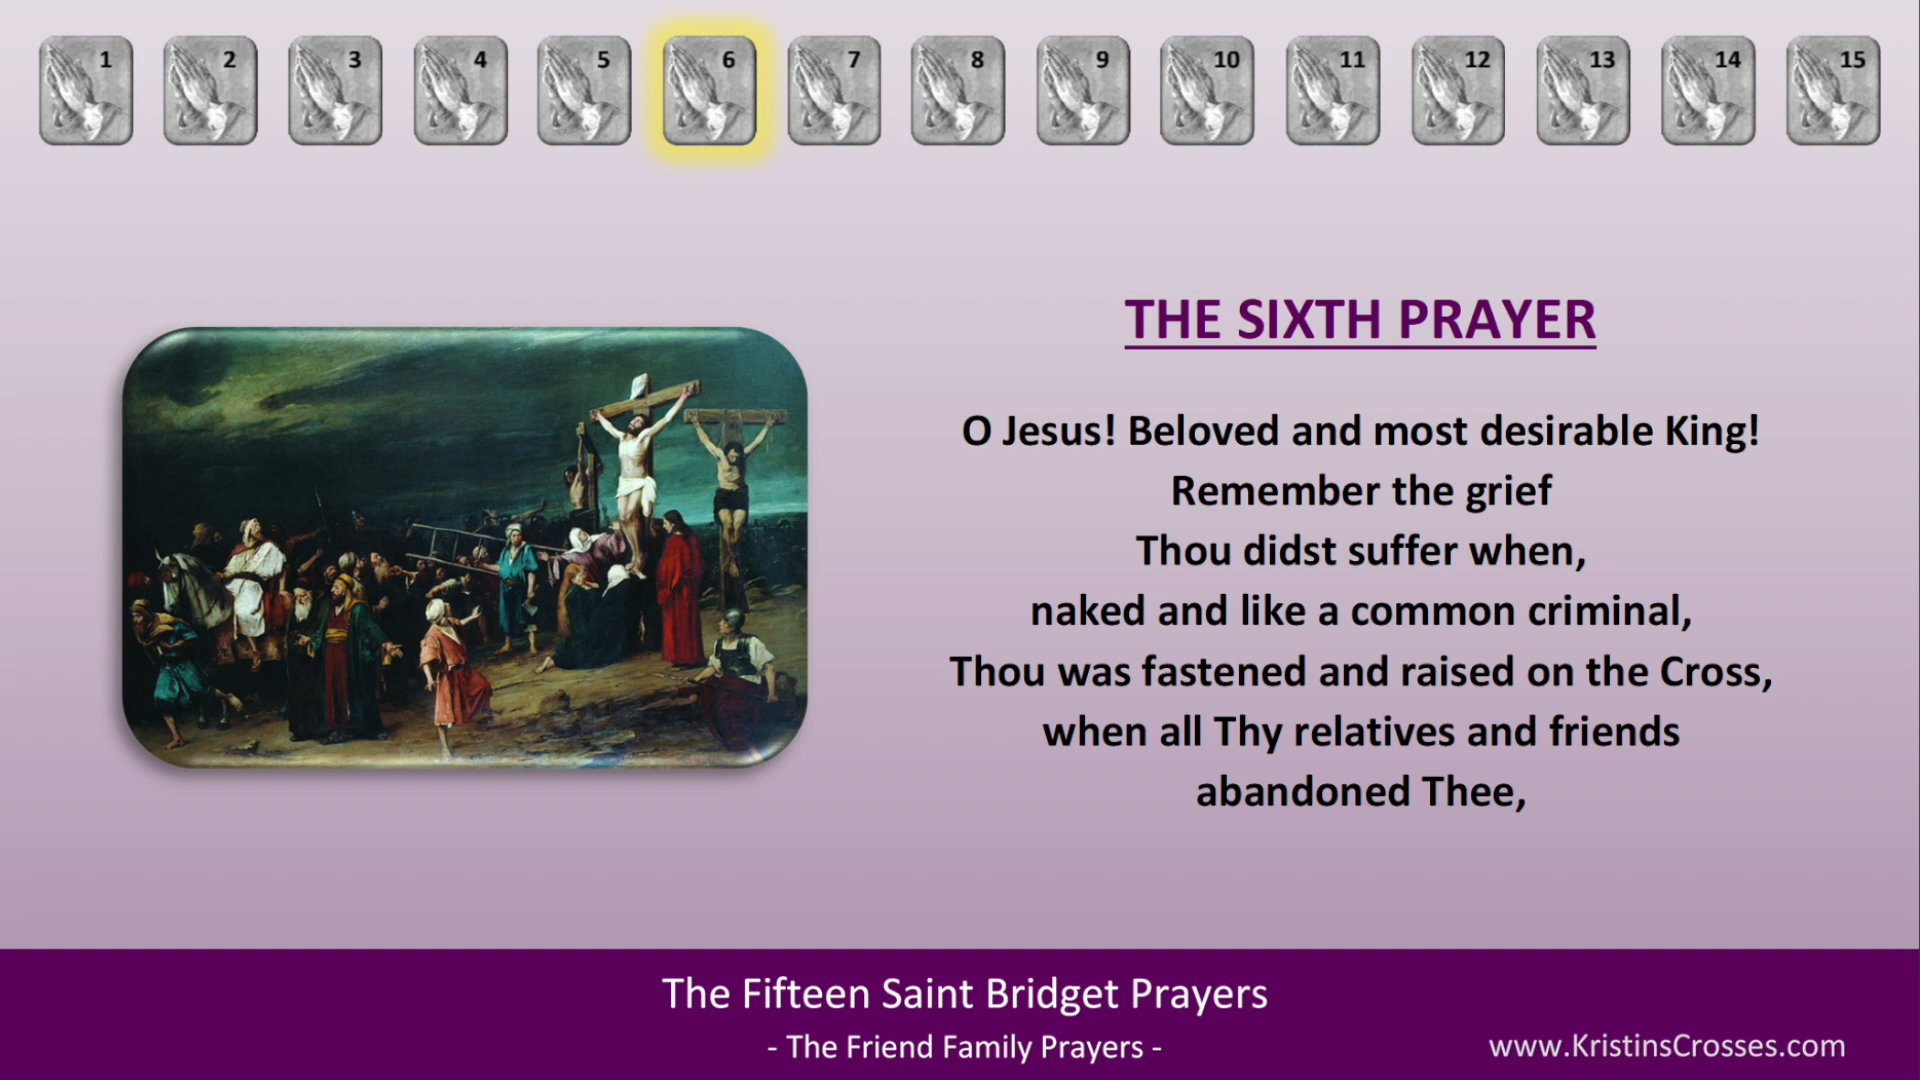 1 2 3 4 5 6 7 8 9 10 11 12 13 14 15
THE SIXTH PRAYER
O Jesus! Beloved and most desirable King!
Remember the grief
Thou didst suffer when,
naked and like a common criminal,
Thou was fastened and raised on the Cross,
when all Thy relatives and friends
abandoned Thee,
The Fifteen Saint Bridget Prayers
- The Friend Family Prayers -
www.KristinsCrosses.com